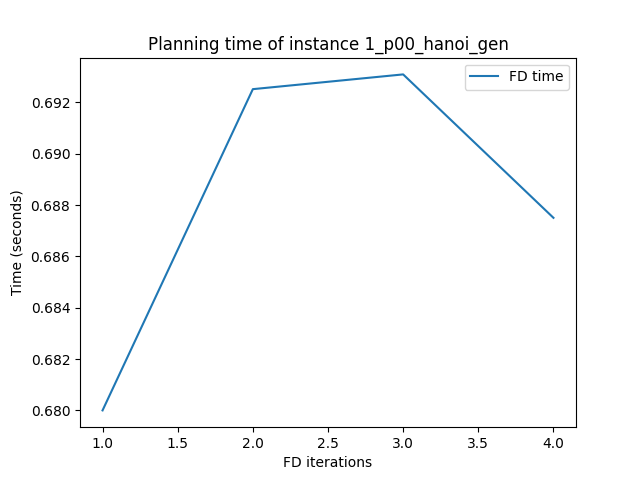 Planning time of instance 1_p00_hanoi_gen
FD time
Time (seconds)
0.692
0.690
0.688
0.686
0.684
0.682
0.680
1.0 1.5 2.0 2.5 3.0 3.5 4.0
FD iterations